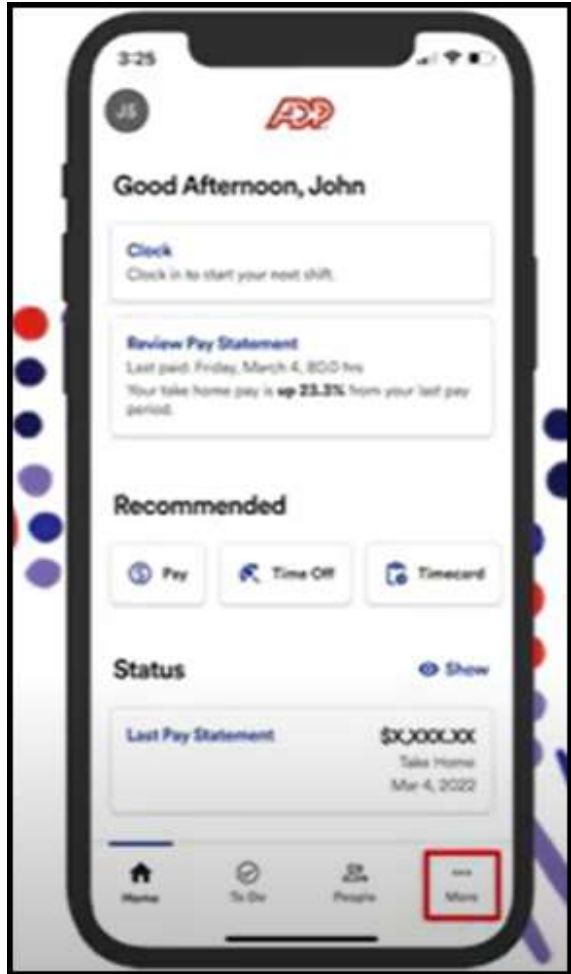 3:25
JS
ADP
Good Afternoon, John
Clock
Clock in to start your next shift.
Review Pay Statement
Last paid: Friday, March 4, 80.0 hrs
Your take home pay is up 23.3% from your last pay
period.
Recommended
Pay
Time Off
Timecard
Status
Show
Last Pay Statement
$X,XXX.XX
Take Home
Mar 4, 2022
Home
To Do
People
More